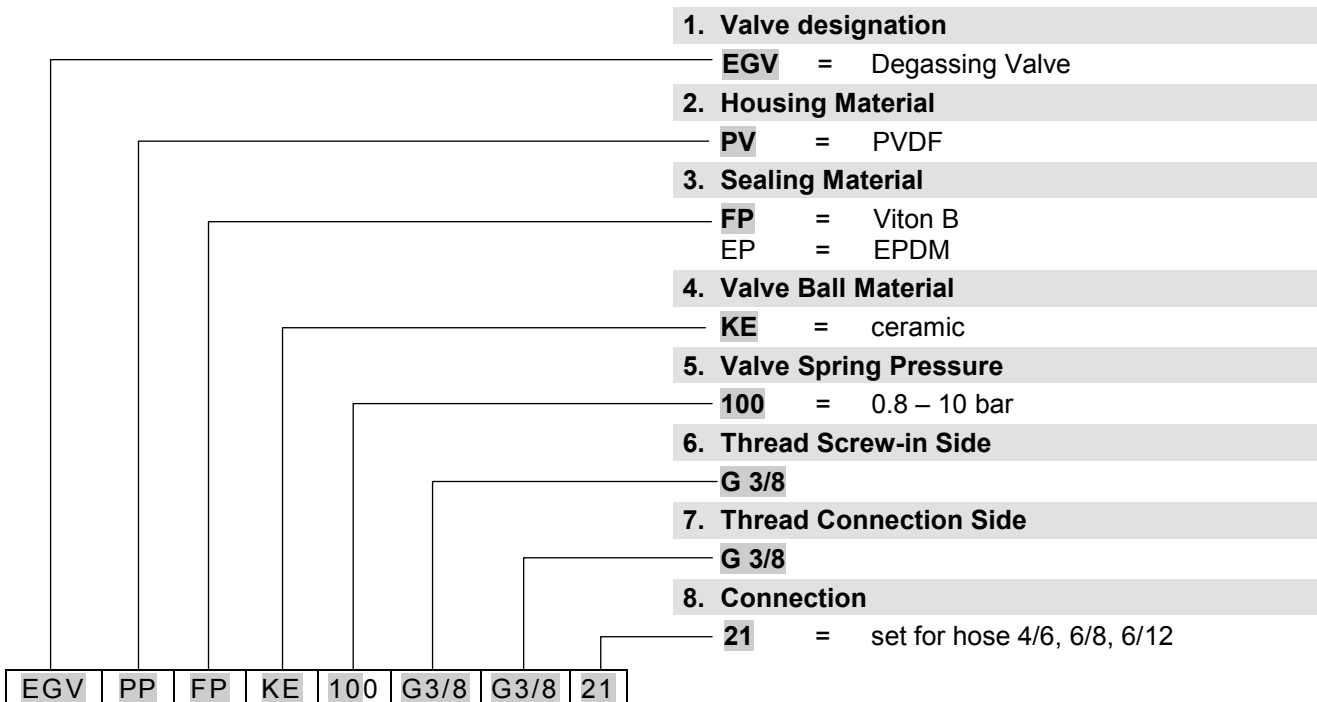 1. Valve designation
EGV = Degassing Valve
2. Housing Material
PV = PVDF
3. Sealing Material
FP = Viton B
EP = EPDM
4. Valve Ball Material
KE = ceramic
5. Valve Spring Pressure
100 = 0.8 – 10 bar
6. Thread Screw-in Side
G 3/8
7. Thread Connection Side
G 3/8
8. Connection
21 = set for hose 4/6, 6/8, 6/12
EGV PP FP KE 100 G3/8 G3/8 21